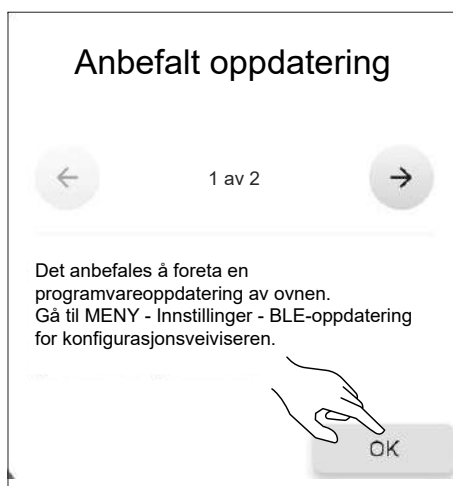 Anbefalt oppdatering
1 av 2
Det anbefales å foreta en
programvareoppdatering av ovnen.
Gå til MENY - Innstillinger - BLE-oppdatering
for konfigurasjonsveiviseren.
OK